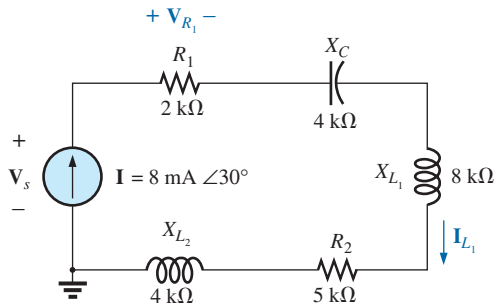 + V_R₁ −
R₁
X_C
2 kΩ
4 kΩ
+
V_s
−
I = 8 mA ∠30°
X_L₁
8 kΩ
I_L₁
X_L₂
R₂
4 kΩ
5 kΩ